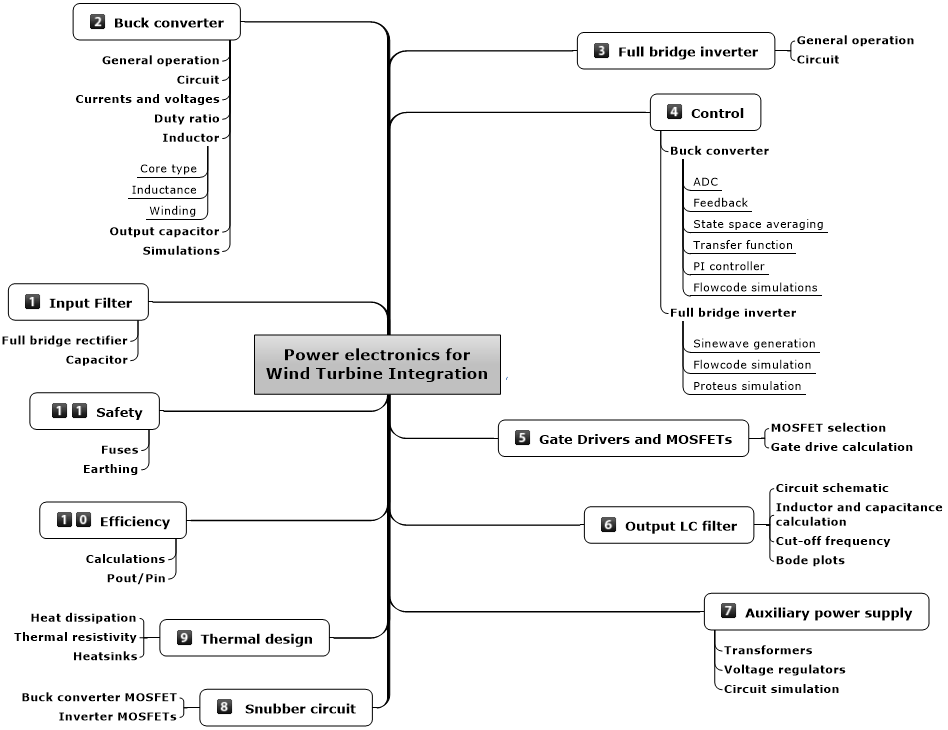 Power electronics for
Wind Turbine Integration
1 Input Filter
Full bridge rectifier
Capacitor
2 Buck converter
General operation
Circuit
Currents and voltages
Duty ratio
Inductor
Core type
Inductance
Winding
Output capacitor
Simulations
3 Full bridge inverter
General operation
Circuit
4 Control
Buck converter
ADC
Feedback
State space averaging
Transfer function
PI controller
Flowcode simulations
Full bridge inverter
Sinewave generation
Flowcode simulation
Proteus simulation
5 Gate Drivers and MOSFETs
MOSFET selection
Gate drive calculation
6 Output LC filter
Circuit schematic
Inductor and capacitance
calculation
Cut-off frequency
Bode plots
7 Auxiliary power supply
Transformers
Voltage regulators
Circuit simulation
8 Snubber circuit
Buck converter MOSFET
Inverter MOSFETs
9 Thermal design
Heat dissipation
Thermal resistivity
Heatsinks
1 0 Efficiency
Calculations
Pout/Pin
1 1 Safety
Fuses
Earthing